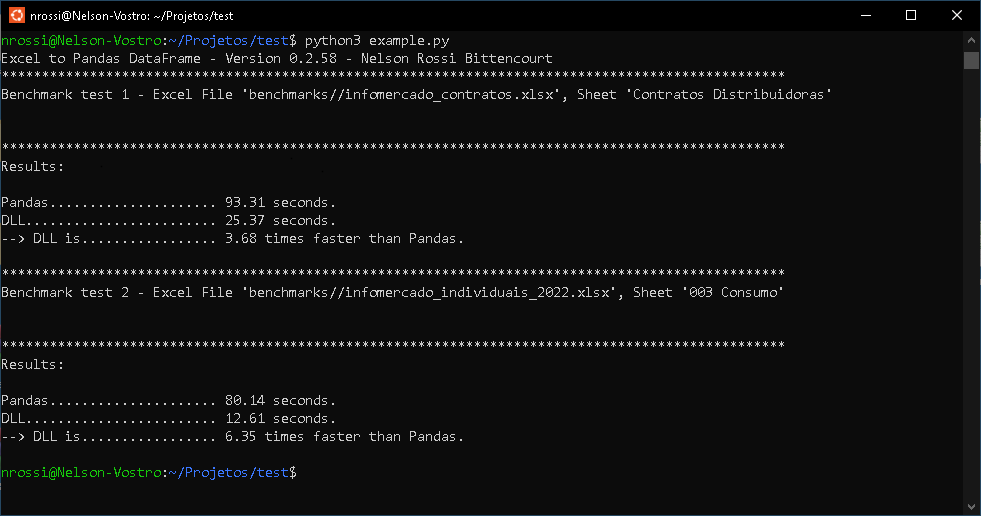 nrossi@Nelson-Vostro: ~/Projetos/test
nrossi@Nelson-Vostro:~/Projetos/test$ python3 example.py
Excel to Pandas DataFrame - Version 0.2.58 - Nelson Rossi Bittencourt
**************************************************************************************************
Benchmark test 1 - Excel File 'benchmarks//infomercado_contratos.xlsx', Sheet 'Contratos Distribuidoras'
**************************************************************************************************
Results:
Pandas..................... 93.31 seconds.
DLL........................ 25.37 seconds.
--> DLL is................. 3.68 times faster than Pandas.
**************************************************************************************************
Benchmark test 2 - Excel File 'benchmarks//infomercado_individuais_2022.xlsx', Sheet '003 Consumo'
**************************************************************************************************
Results:
Pandas..................... 80.14 seconds.
DLL........................ 12.61 seconds.
--> DLL is................. 6.35 times faster than Pandas.
nrossi@Nelson-Vostro:~/Projetos/test$